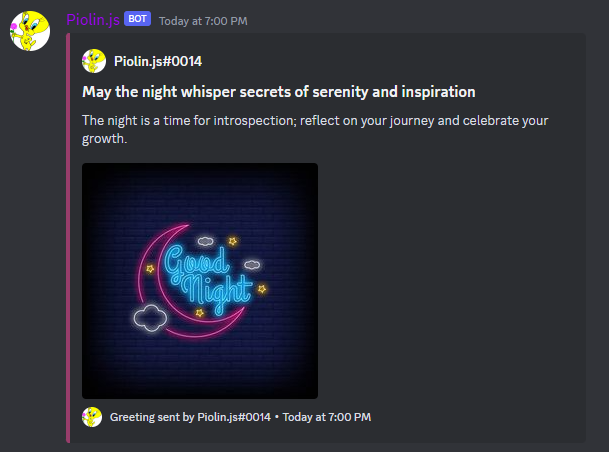 Piolin.js BOT Today at 7:00 PM
Piolin.js#0014
May the night whisper secrets of serenity and inspiration
The night is a time for introspection; reflect on your journey and celebrate your
growth.
Good
Night
Greeting sent by Piolin.js#0014 • Today at 7:00 PM